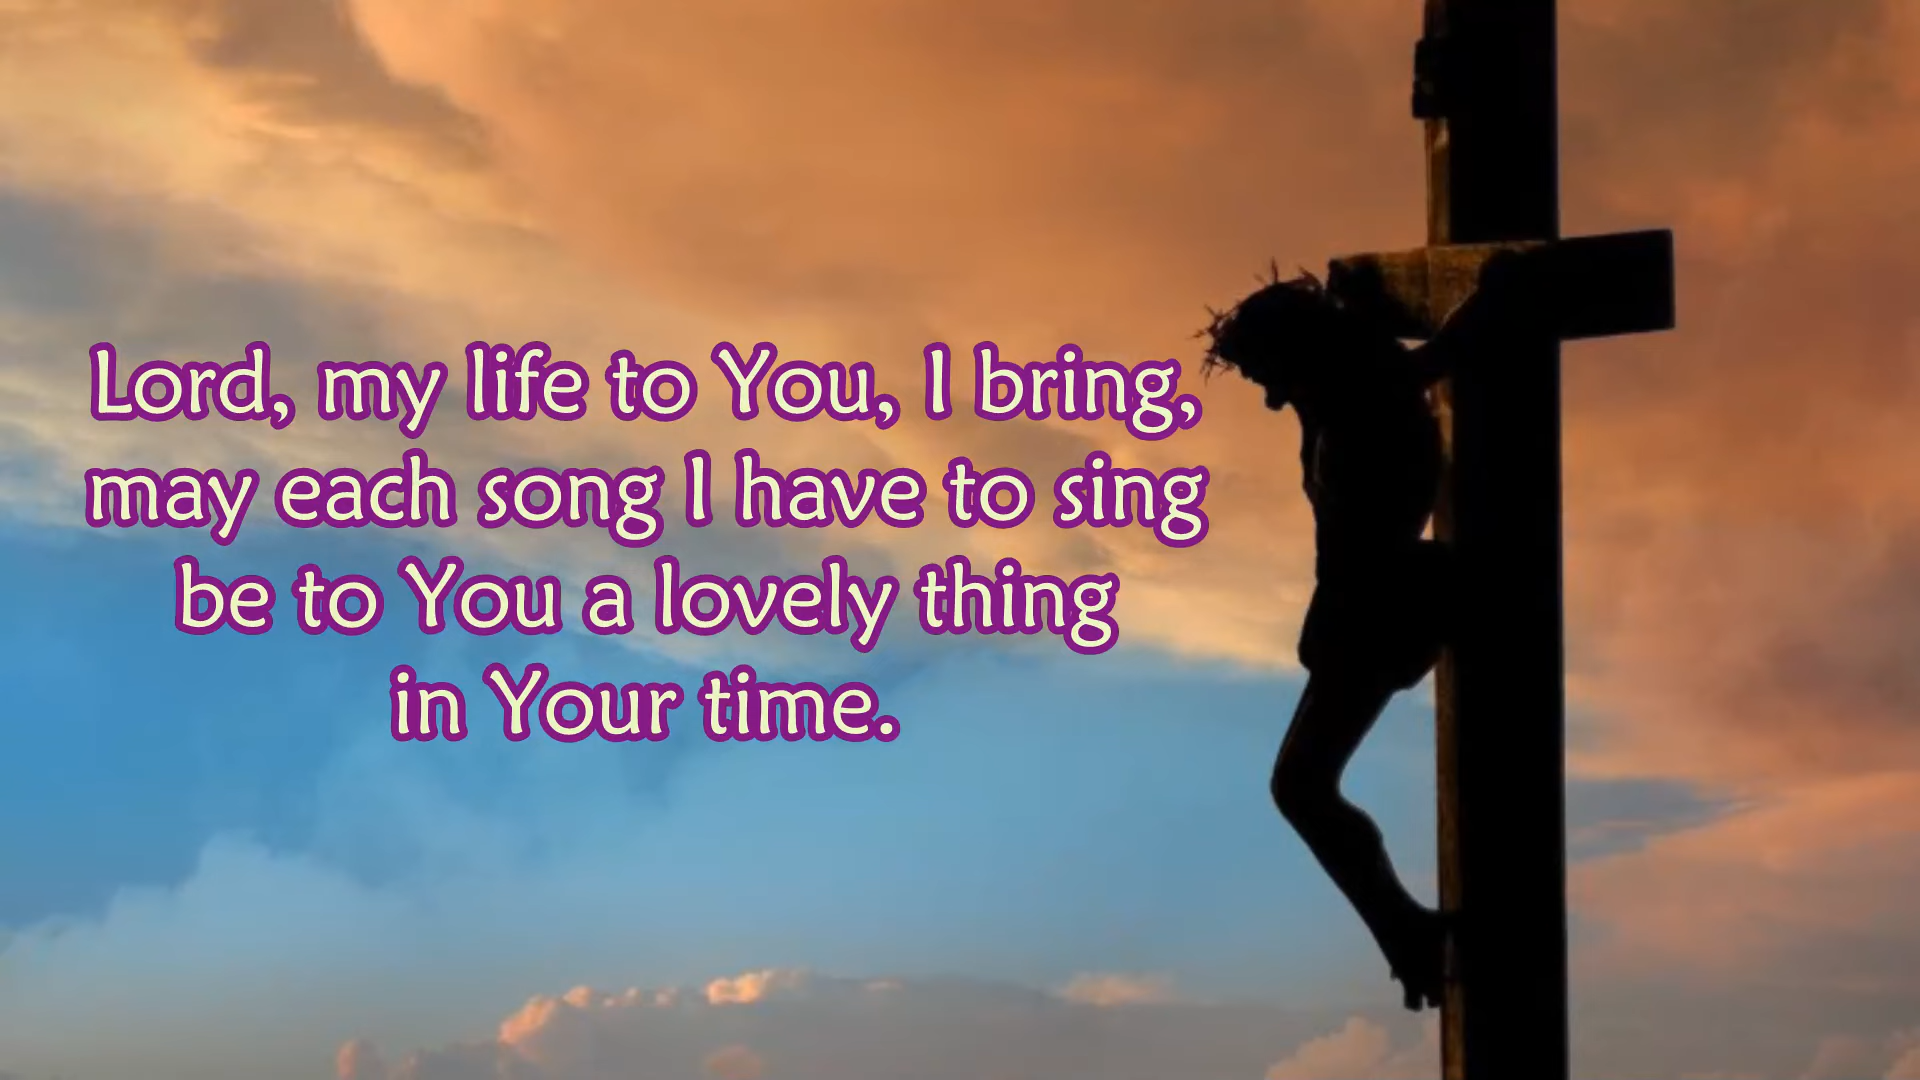 Lord, my life to You, I bring,
may each song I have to sing
be to You a lovely thing
in Your time.